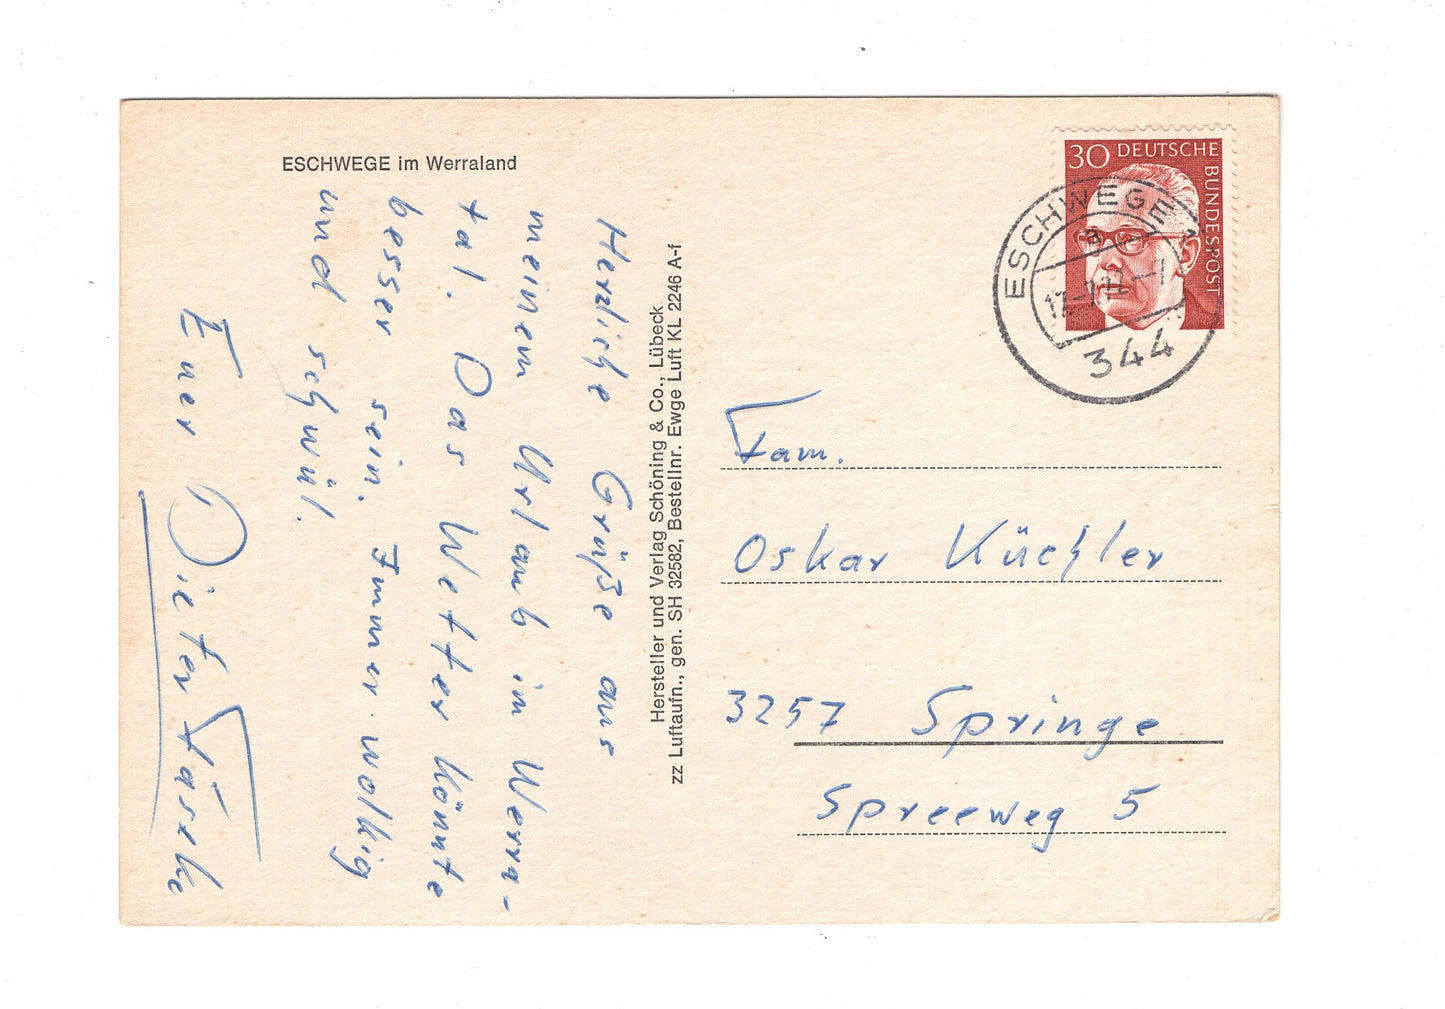 ESCHWEGE im Werraland
Herzliche Grüße aus
meinem Urlaub im Werra-
tal. Das Wetter könnte
besser sein. Immer wolkig
und schwül.
Euer Dieter
Hersteller und Verlag Schöning & Co., Lübeck
zz Luftaufn., gen. SH 32582, Bestellnr. Ewge Luft KL 2246 A-f
30 DEUTSCHE
BUNDESPOST
ESCHWEGE 1
a
344
Fam.
Oskar Küchler
3257 Springe
Spreeweg 5